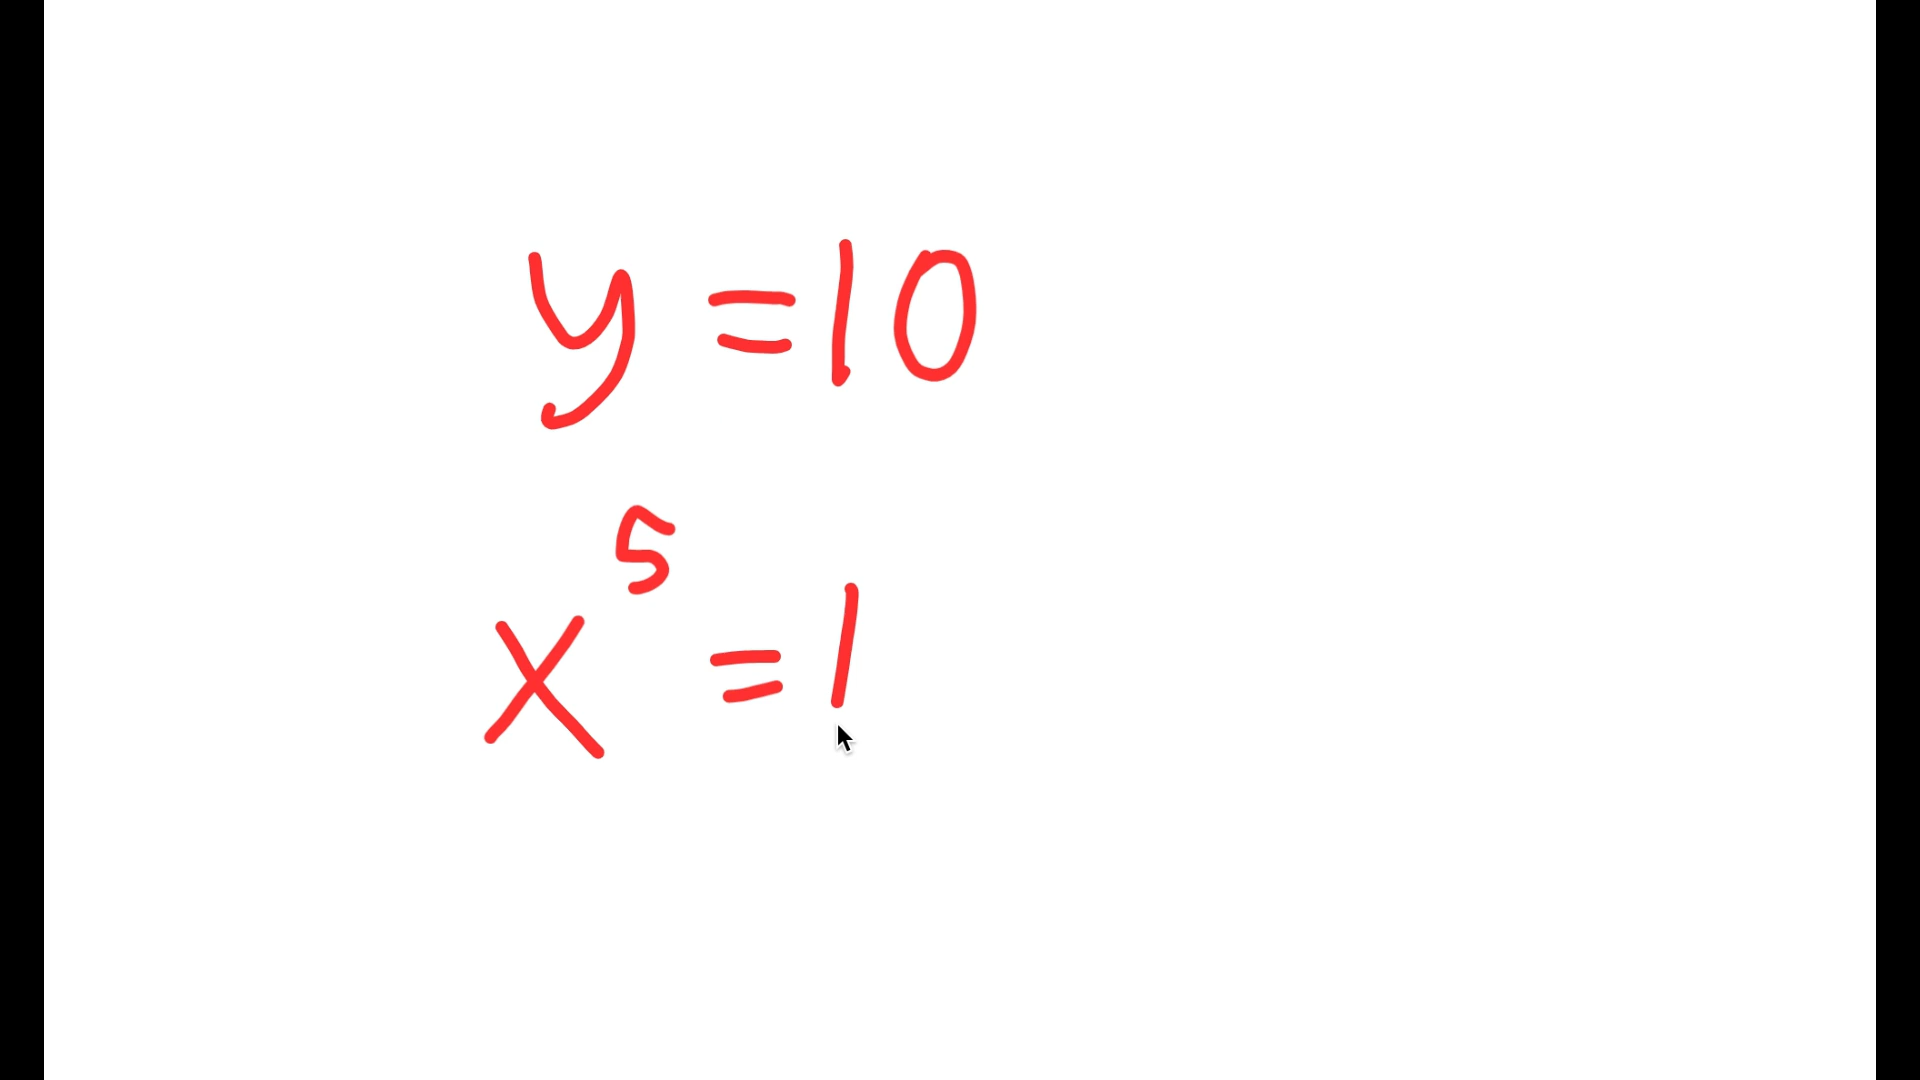 y = 10
x⁵ = 1